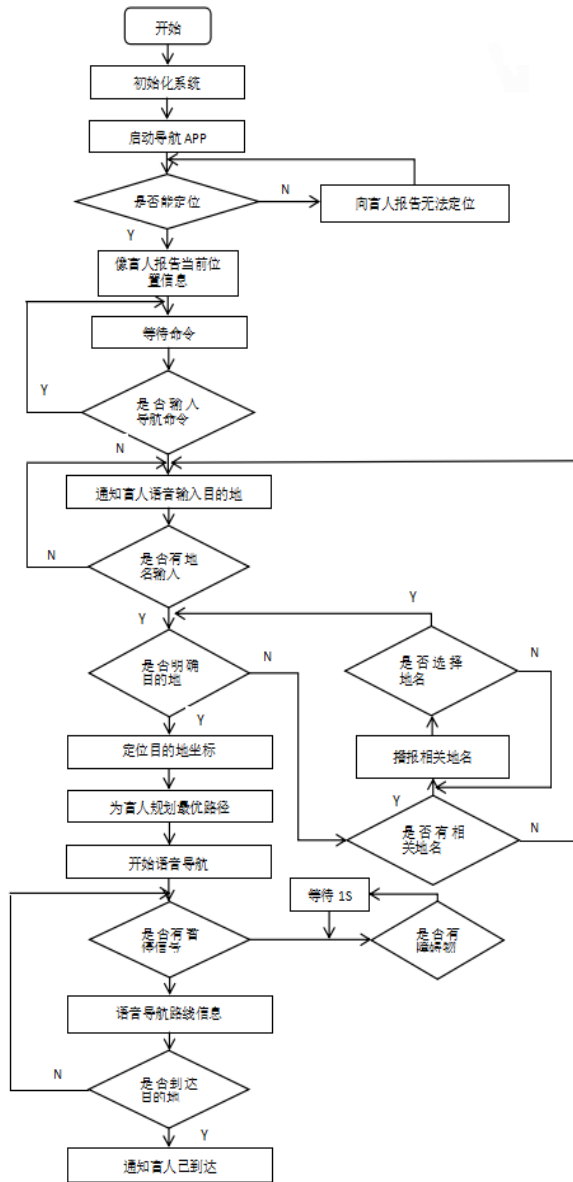 开始
初始化系统
启动导航 APP
是否能定位
N
向盲人报告无法定位
Y
像盲人报告当前位
置信息
等待命令
Y
是否输入
导航命令
N
通知盲人语音输入目的地
N
是否有地
名输入
Y
Y
是否明确
目的地
N
是否选择
地名
N
Y
定位目的地坐标
播报相关地名
为盲人规划最优路径
Y
是否有相
关地名
N
开始语音导航
等待 1S
是否有暂
停信号
是否有
障碍物
语音导航路线信息
N
是否到达
目的地
Y
通知盲人已到达